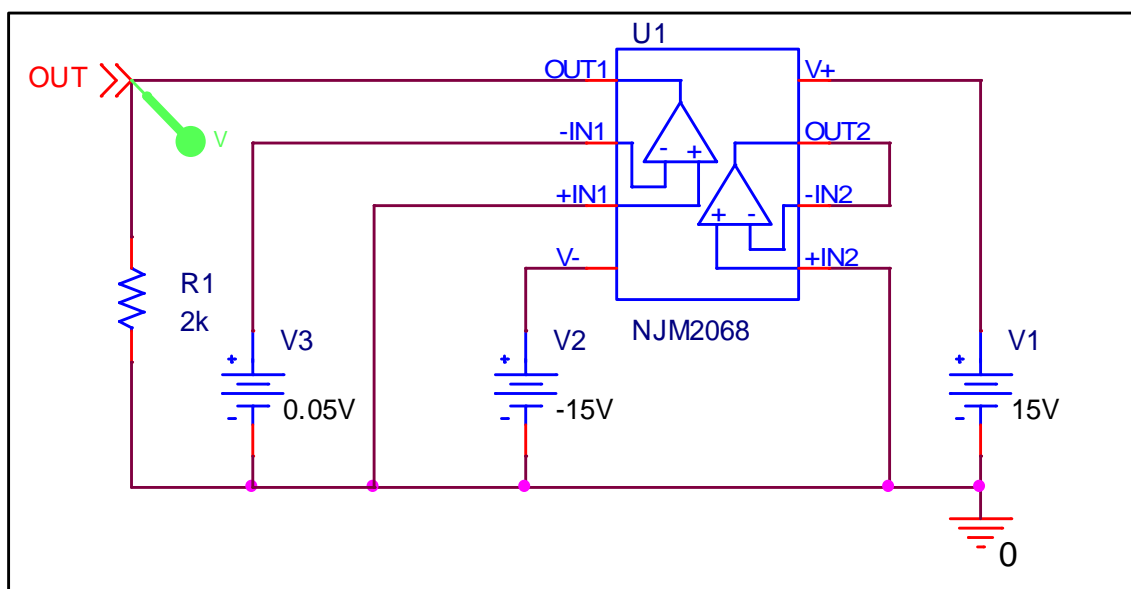 U1
OUT
OUT1
V+
V
-IN1
OUT2
- +
+IN1
-IN2
+ -
V-
+IN2
R1
2k
NJM2068
V3
V2
V1
+
+
+
0.05V
-15V
15V
-
-
-
0